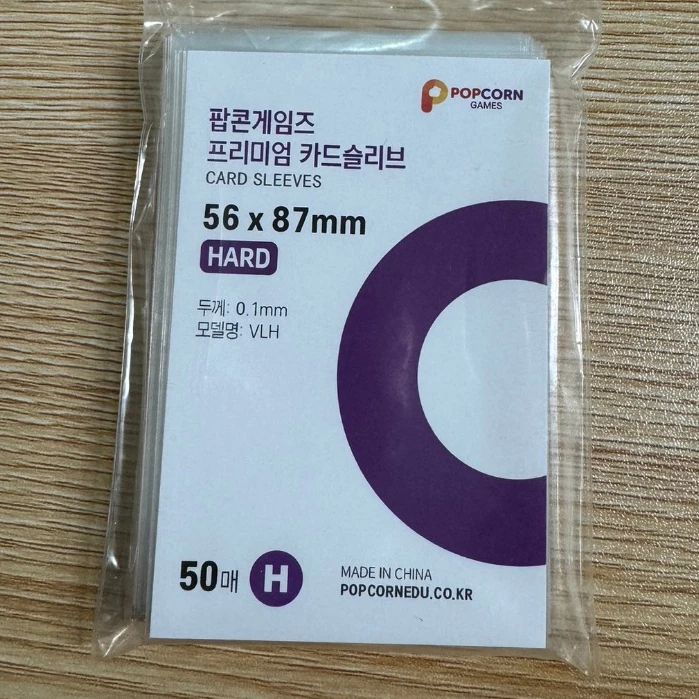 POPCORN
GAMES
팝콘게임즈
프리미엄 카드슬리브
CARD SLEEVES
56 x 87mm
HARD
두께: 0.1mm
모델명: VLH
50매
H
MADE IN CHINA
POPCORNEDU.CO.KR